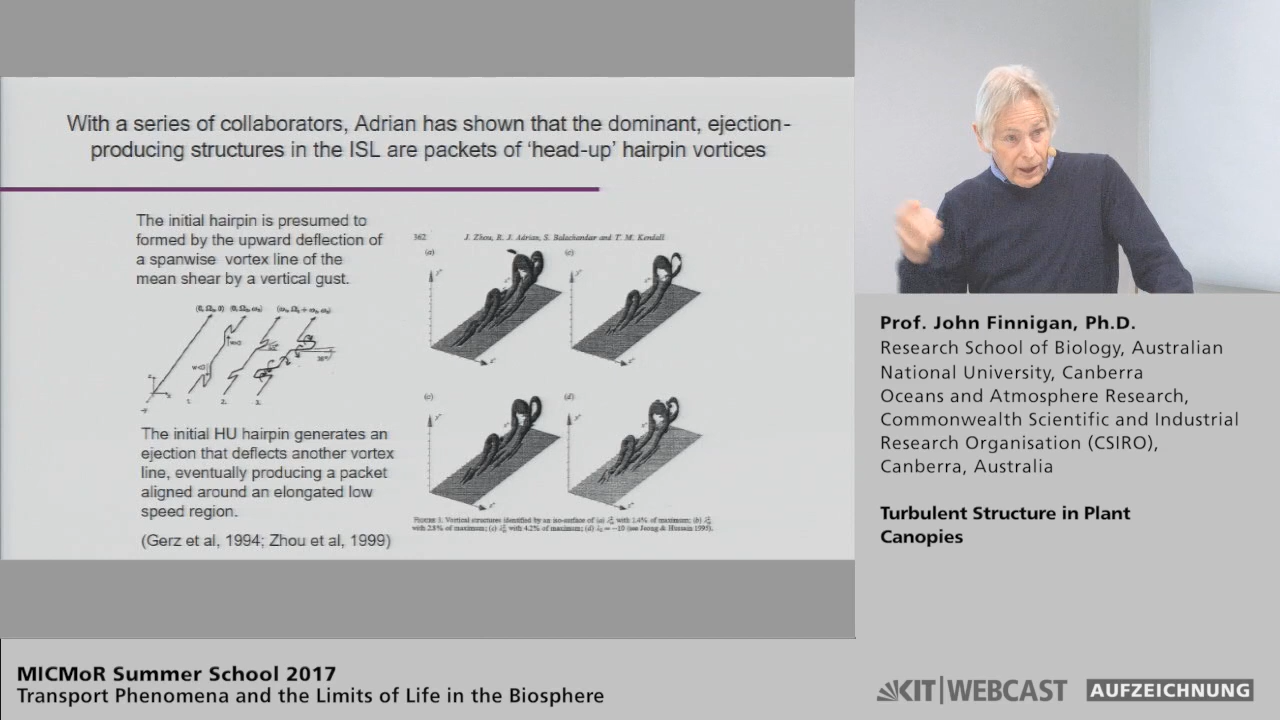 With a series of collaborators, Adrian has shown that the dominant, ejection-
producing structures in the ISL are packets of ‘head-up’ hairpin vortices
The initial hairpin is presumed to
formed by the upward deflection of
a spanwise vortex line of the
mean shear by a vertical gust.
The initial HU hairpin generates an
ejection that deflects another vortex
line, eventually producing a packet
aligned around an elongated low
speed region.
(Gerz et al, 1994; Zhou et al, 1999)
362 J. Zhou, R. J. Adrian, S. Balachandar and T. M. Kendall
(a)
(c)
(d)
Prof. John Finnigan, Ph.D.
Research School of Biology, Australian
National University, Canberra
Oceans and Atmosphere Research,
Commonwealth Scientific and Industrial
Research Organisation (CSIRO),
Canberra, Australia
Turbulent Structure in Plant
Canopies
MICMoR Summer School 2017
Transport Phenomena and the Limits of Life in the Biosphere
KIT|WEBCAST AUFZEICHNUNG